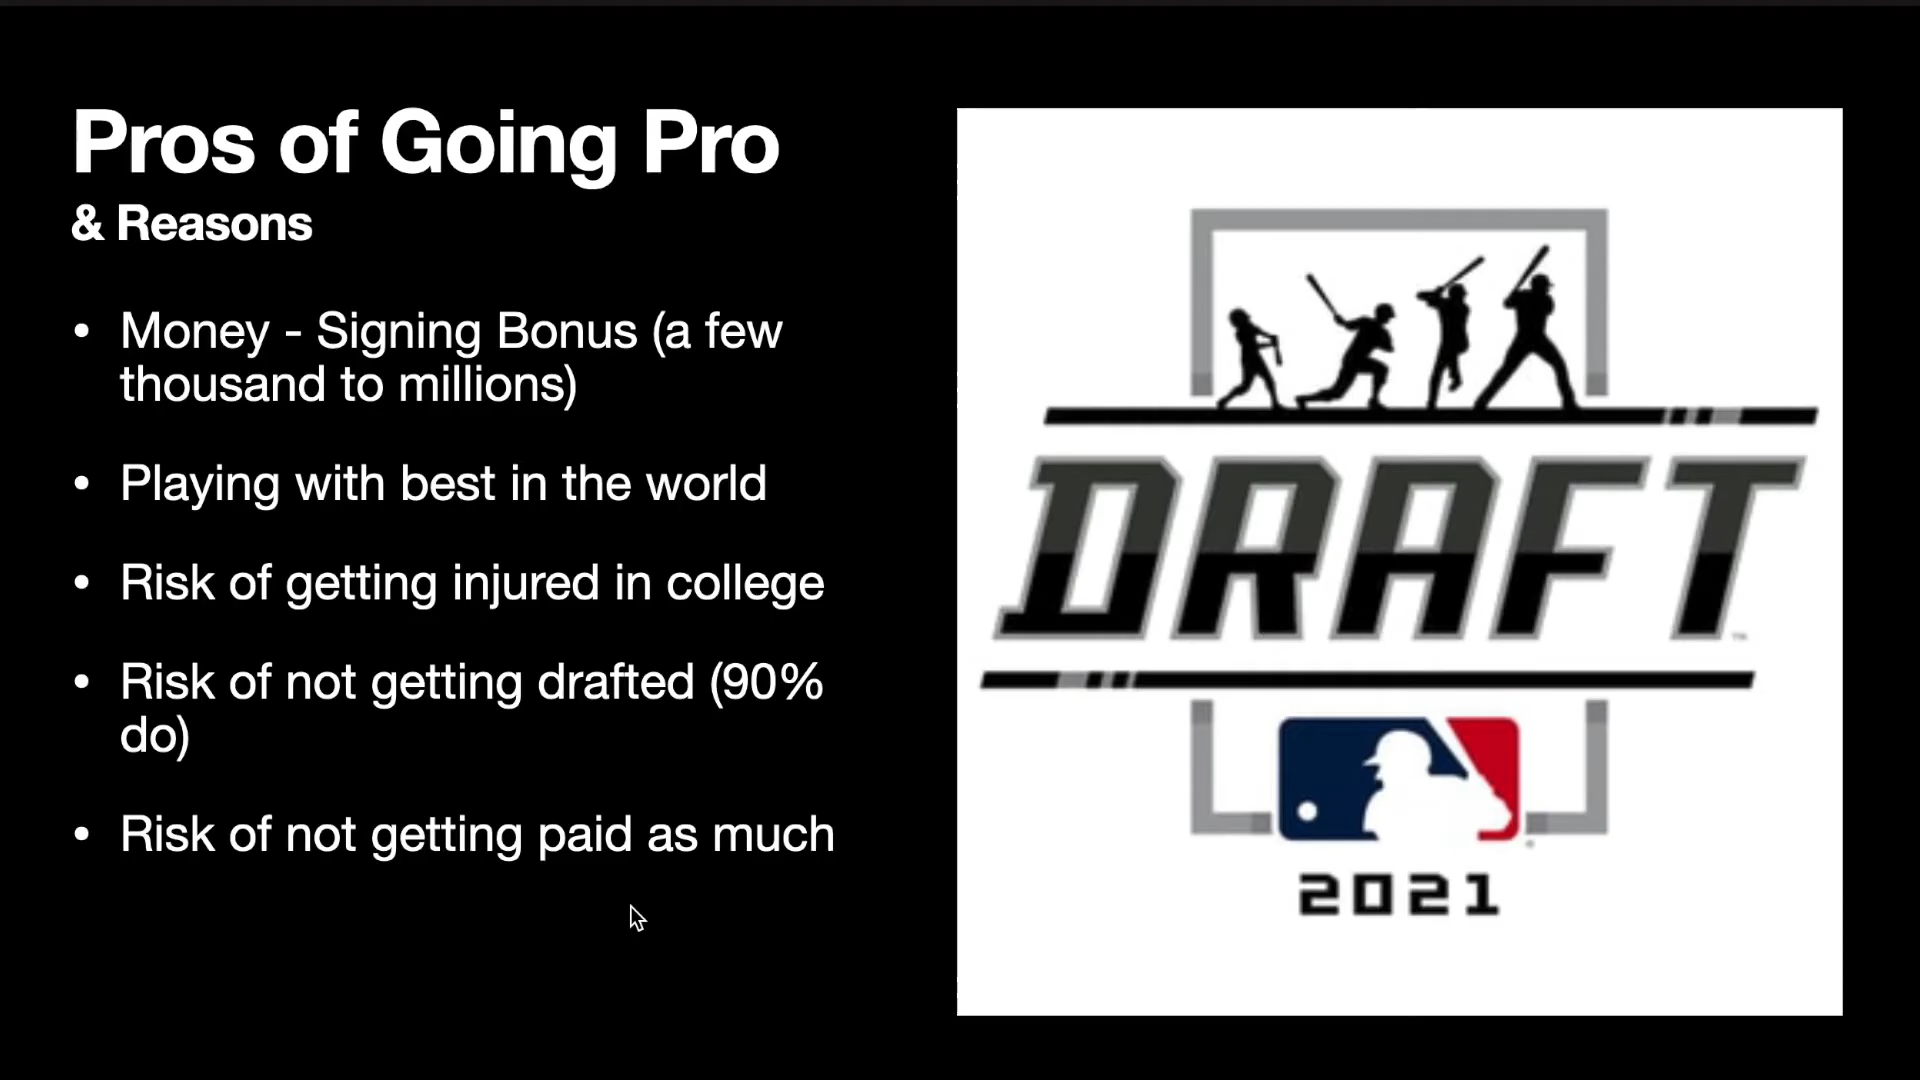 Pros of Going Pro
& Reasons
• Money - Signing Bonus (a few
thousand to millions)
• Playing with best in the world
• Risk of getting injured in college
• Risk of not getting drafted (90%
do)
• Risk of not getting paid as much
DRAFT
2021